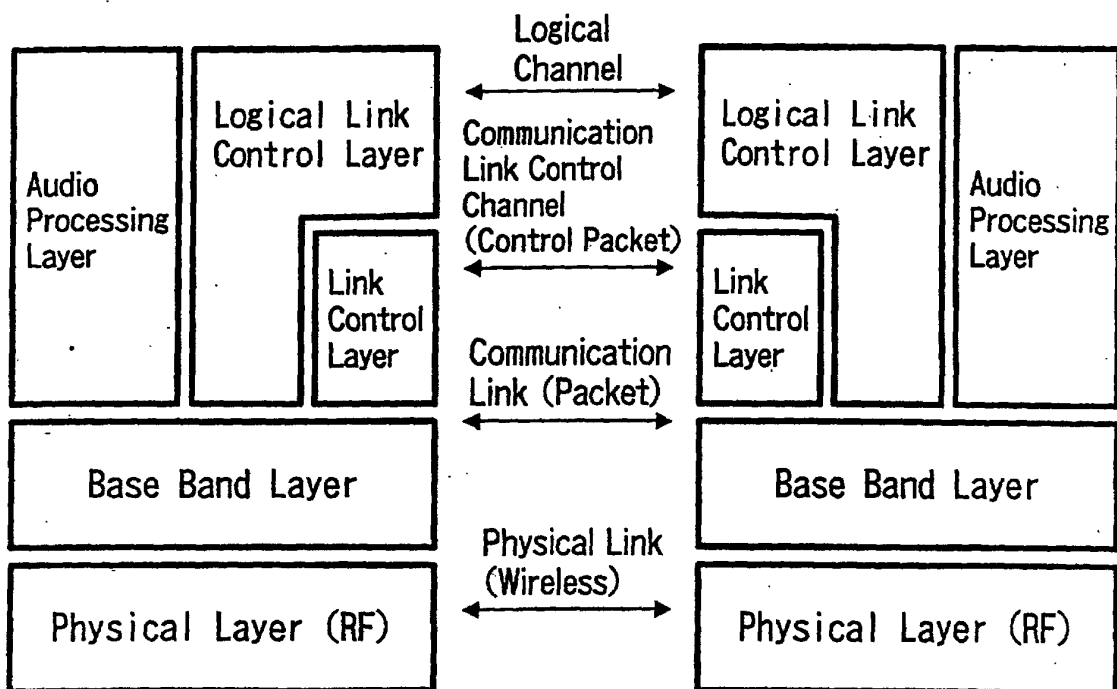 Audio
Processing
Layer
Logical Link
Control Layer
Link
Control
Layer
Base Band Layer
Physical Layer (RF)
Logical
Channel
Communication
Link Control
Channel
(Control Packet)
Communication
Link (Packet)
Physical Link
(Wireless)
Logical Link
Control Layer
Link
Control
Layer
Audio
Processing
Layer
Base Band Layer
Physical Layer (RF)